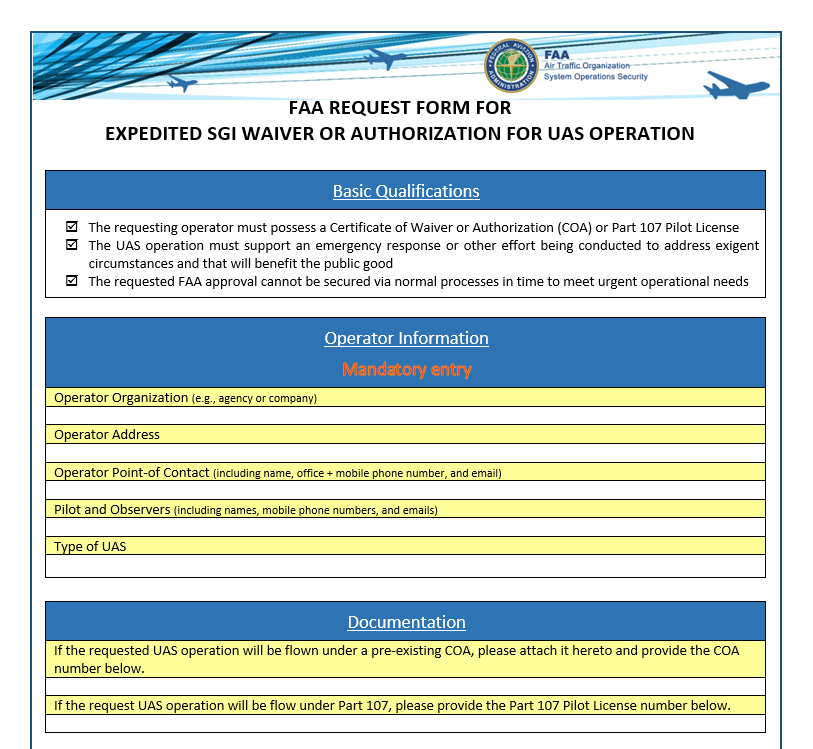 FEDERAL AVIATION
ADMINISTRATION
FAA
Air Traffic Organization
System Operations Security
FAA REQUEST FORM FOR
EXPEDITED SGI WAIVER OR AUTHORIZATION FOR UAS OPERATION
Basic Qualifications
☑ The requesting operator must possess a Certificate of Waiver or Authorization (COA) or Part 107 Pilot License
☑ The UAS operation must support an emergency response or other effort being conducted to address exigent
circumstances and that will benefit the public good
☑ The requested FAA approval cannot be secured via normal processes in time to meet urgent operational needs
Operator Information
Mandatory entry
Operator Organization (e.g., agency or company)
Operator Address
Operator Point-of Contact (including name, office + mobile phone number, and email)
Pilot and Observers (including names, mobile phone numbers, and emails)
Type of UAS
Documentation
If the requested UAS operation will be flown under a pre-existing COA, please attach it hereto and provide the COA
number below.
If the request UAS operation will be flow under Part 107, please provide the Part 107 Pilot License number below.